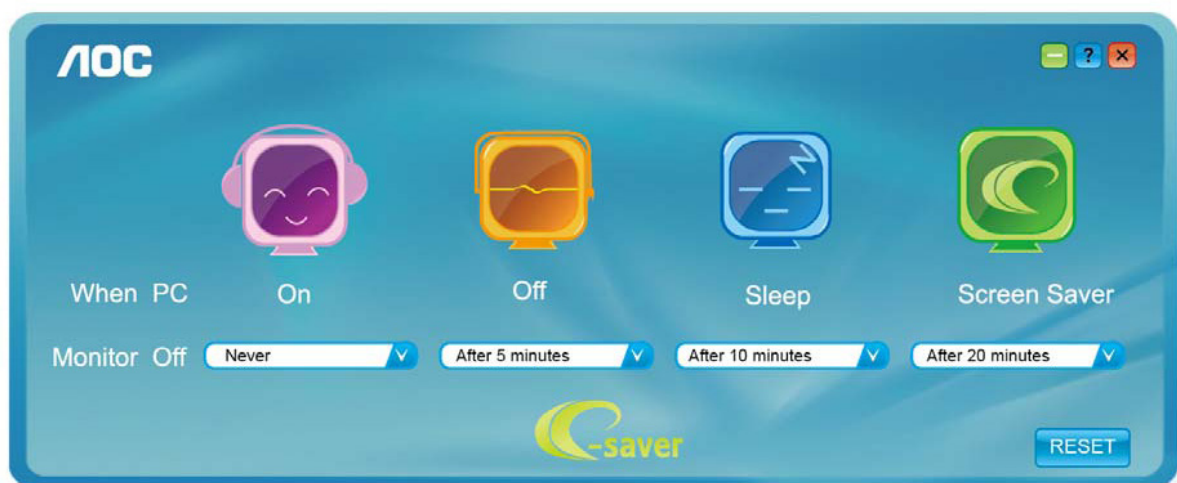 AOC
?
When PC On Off Sleep Screen Saver
Monitor Off Never After 5 minutes After 10 minutes After 20 minutes
e-saver
RESET